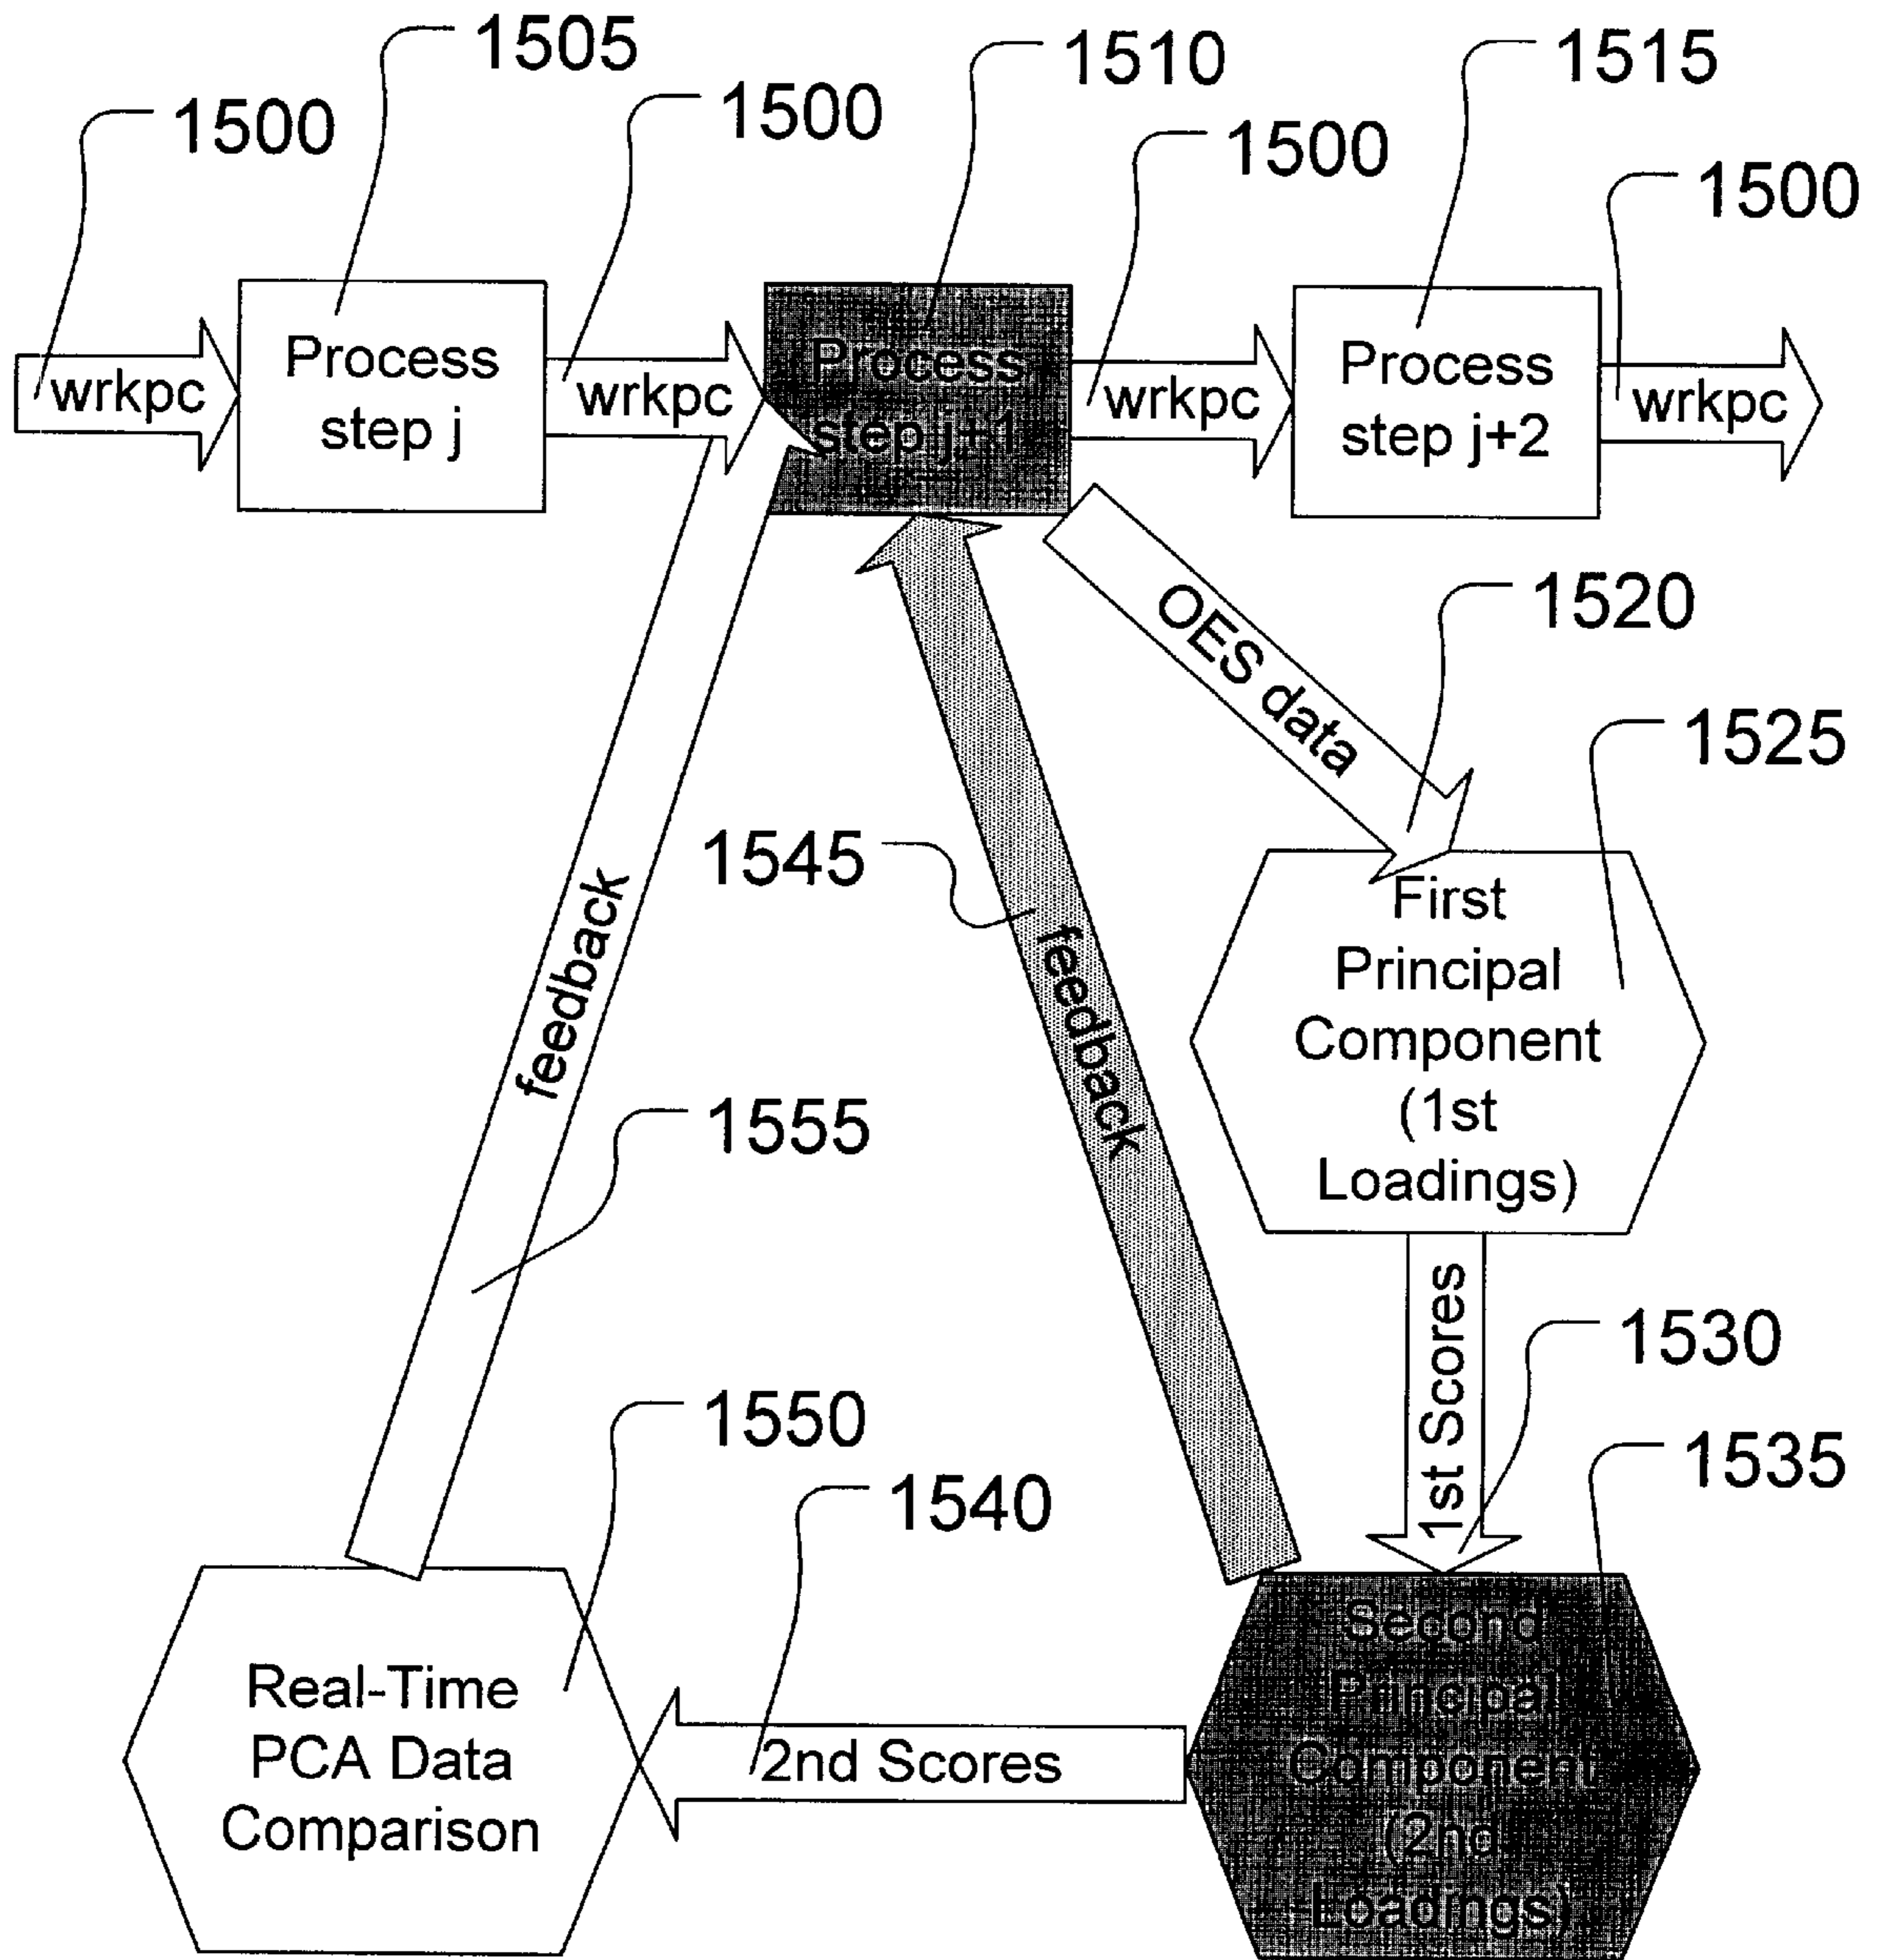 1505
1510
1515
1500
1500
1500
1500
wrkpc
Process
step j
wrkpc
Process
step j+1
wrkpc
Process
step j+2
wrkpc
OES data
1520
1525
1545
feedback
feedback
First
Principal
Component
(1st
Loadings)
1555
1st Scores
1530
1550
1540
1535
Real-Time
PCA Data
Comparison
2nd Scores
Second
Principal
Component
(2nd
Loadings)